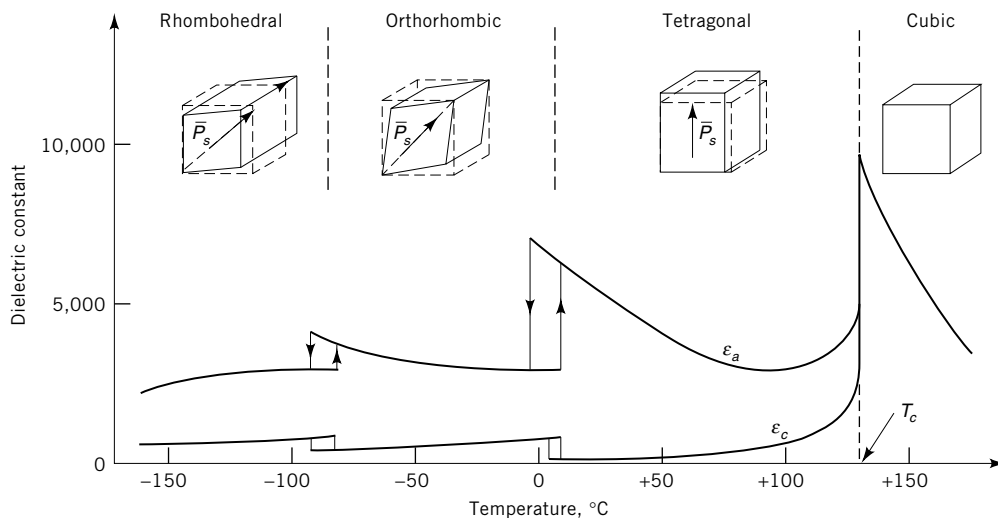 Rhombohedral Orthorhombic Tetragonal Cubic
P̅s P̅s P̅s
10,000
5,000
0
Dielectric constant
εa
εc
Tc
–150 –100 –50 0 +50 +100 +150
Temperature, °C